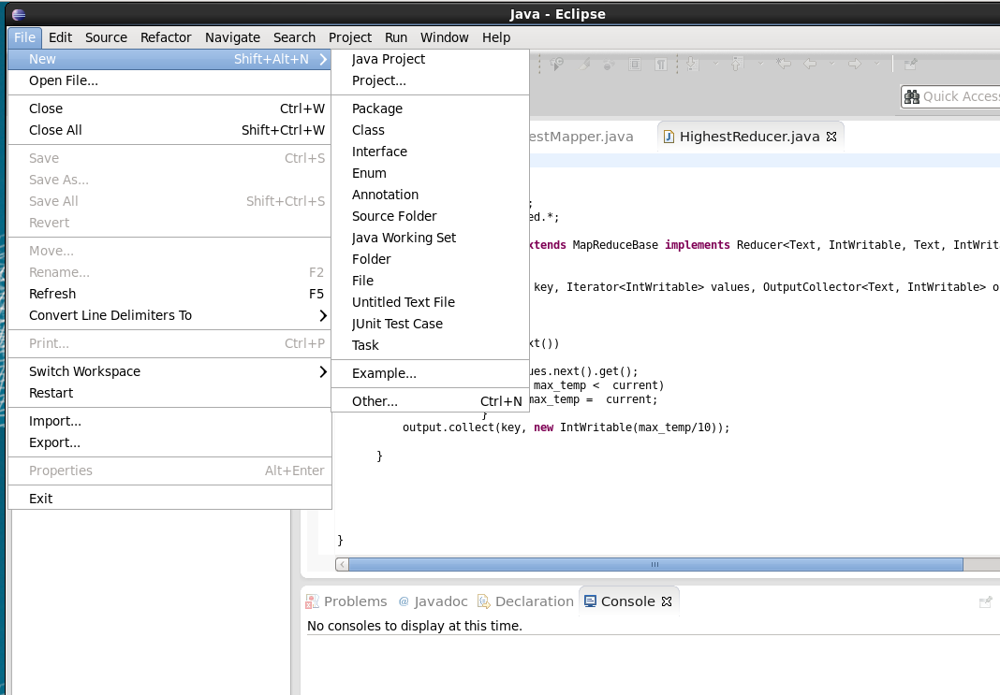 Java - Eclipse
File Edit Source Refactor Navigate Search Project Run Window Help
New Shift+Alt+N
Open File...
Close Ctrl+W
Close All Shift+Ctrl+W
Save Ctrl+S
Save As...
Save All Shift+Ctrl+S
Revert
Move...
Rename... F2
Refresh F5
Convert Line Delimiters To
Print... Ctrl+P
Switch Workspace
Restart
Import...
Export...
Properties Alt+Enter
Exit
Java Project
Project...
Package
Class
Interface
Enum
Annotation
Source Folder
Java Working Set
Folder
File
Untitled Text File
JUnit Test Case
Task
Example...
Other... Ctrl+N
Quick Access
estMapper.java HighestReducer.java
;
ed.*;
xtends MapReduceBase implements Reducer<Text, IntWritable, Text, IntWrit
key, Iterator<IntWritable> values, OutputCollector<Text, IntWritable> o
xt())
ues.next().get();
max_temp < current)
max_temp = current;
}
output.collect(key, new IntWritable(max_temp/10));
}
}
Problems @ Javadoc Declaration Console
No consoles to display at this time.